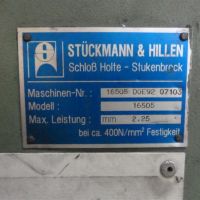 STÜCKMANN & HILLEN
Schloß Holte - Stukenbrock
Maschinen-Nr.: 16505 DGE92 07103
Modell : 16505
Max. Leistung : mm 2.25
bei ca. 400N/mm² Festigkeit